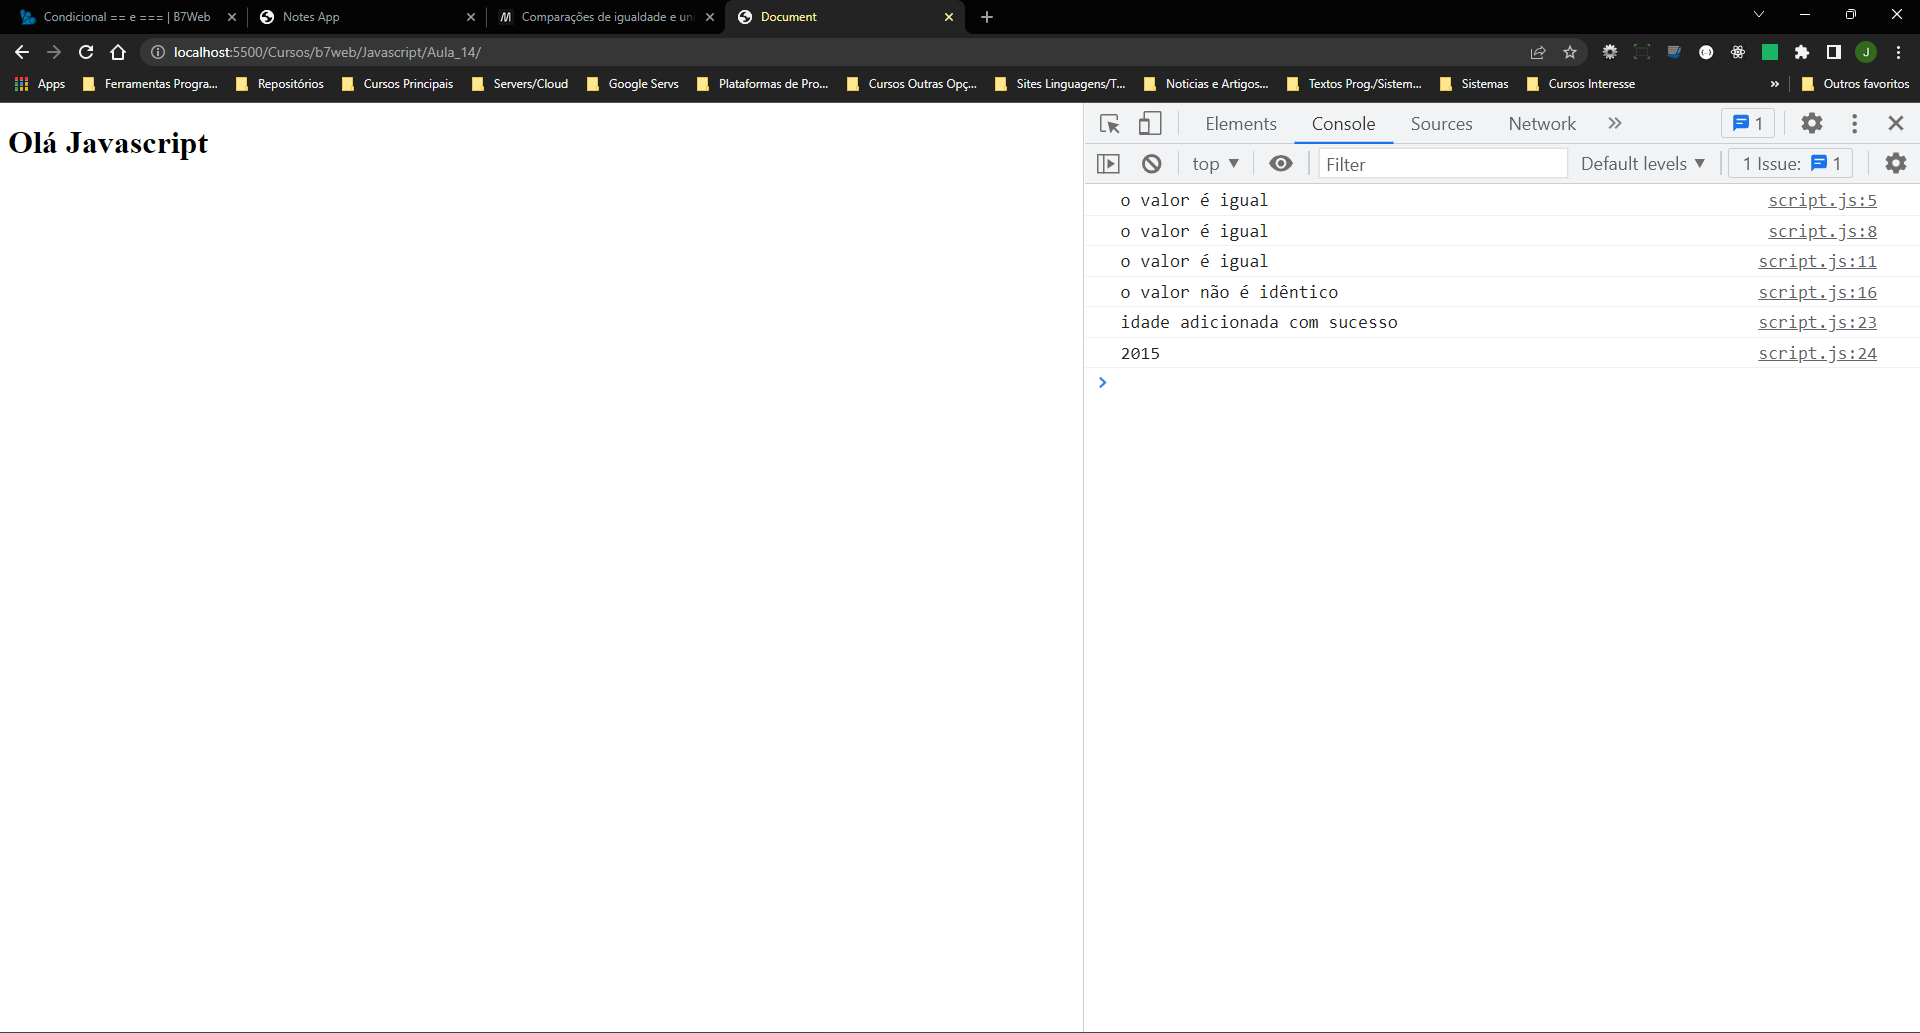 Condicional == e === | B7Web
Notes App
Comparações de igualdade e un
Document
localhost:5500/Cursos/b7web/Javascript/Aula_14/
J
Apps
Ferramentas Progra...
Repositórios
Cursos Principais
Servers/Cloud
Google Servs
Plataformas de Pro...
Cursos Outras Opç...
Sites Linguagens/T...
Noticias e Artigos...
Textos Prog./Sistem...
Sistemas
Cursos Interesse
»
Outros favoritos
Olá Javascript
Elements
Console
Sources
Network
1
top
Filter
Default levels
1 Issue: 1
o valor é igual script.js:5
o valor é igual script.js:8
o valor é igual script.js:11
o valor não é idêntico script.js:16
idade adicionada com sucesso script.js:23
2015 script.js:24